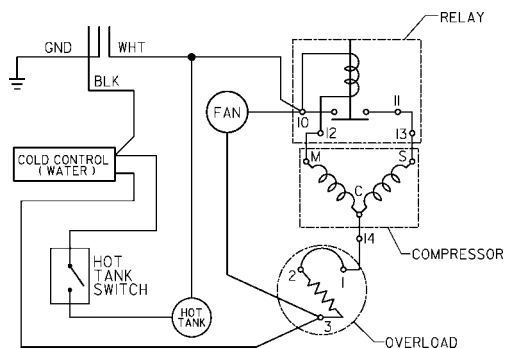 RELAY
GND
WHT
BLK
FAN
10
11
12
13
COLD CONTROL
(WATER)
M
S
C
14
COMPRESSOR
HOT
TANK
SWITCH
2
1
HOT
TANK
3
OVERLOAD